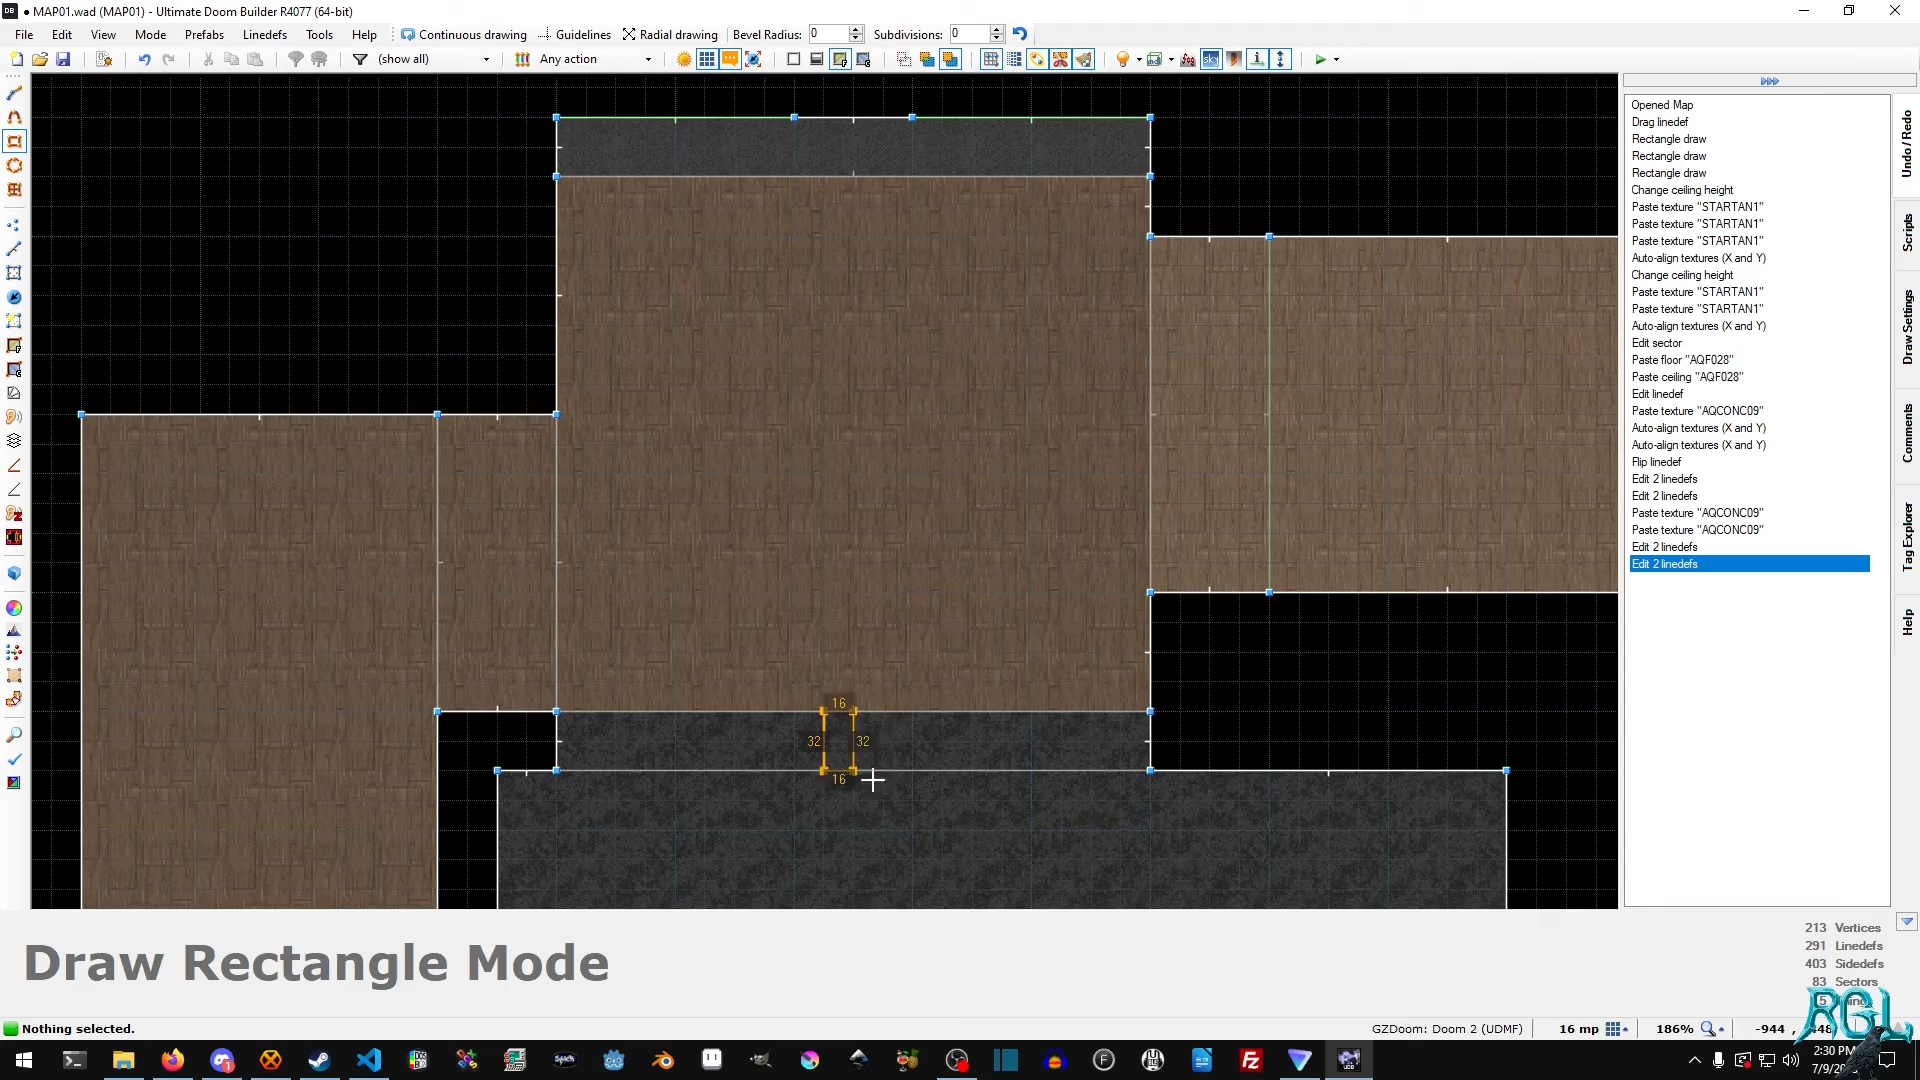 ● MAP01.wad (MAP01) - Ultimate Doom Builder R4077 (64-bit)
File Edit View Mode Prefabs Linedefs Tools Help Continuous drawing Guidelines Radial drawing Bevel Radius: 0 Subdivisions: 0
(show all) Any action
Opened Map
Drag linedef
Rectangle draw
Rectangle draw
Rectangle draw
Change ceiling height
Paste texture "STARTAN1"
Paste texture "STARTAN1"
Paste texture "STARTAN1"
Auto-align textures (X and Y)
Change ceiling height
Paste texture "STARTAN1"
Paste texture "STARTAN1"
Auto-align textures (X and Y)
Edit sector
Paste floor "AQF028"
Paste ceiling "AQF028"
Edit linedef
Paste texture "AQCONC09"
Auto-align textures (X and Y)
Auto-align textures (X and Y)
Flip linedef
Edit 2 linedefs
Edit 2 linedefs
Paste texture "AQCONC09"
Paste texture "AQCONC09"
Edit 2 linedefs
Edit 2 linedefs
Undo / Redo
Scripts
Draw Settings
Comments
Tag Explorer
Help
16
32 32
16
Draw Rectangle Mode
213 Vertices
291 Linedefs
403 Sidedefs
83 Sectors
RGL
Nothing selected.
GZDoom: Doom 2 (UDMF) 16 mp 186% -944 ,
2:30 PM